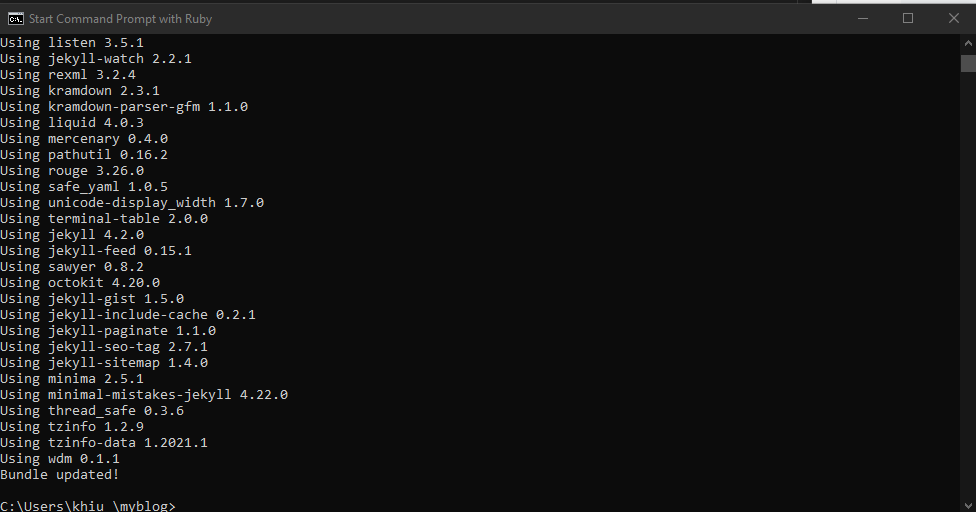 Start Command Prompt with Ruby
Using listen 3.5.1
Using jekyll-watch 2.2.1
Using rexml 3.2.4
Using kramdown 2.3.1
Using kramdown-parser-gfm 1.1.0
Using liquid 4.0.3
Using mercenary 0.4.0
Using pathutil 0.16.2
Using rouge 3.26.0
Using safe_yaml 1.0.5
Using unicode-display_width 1.7.0
Using terminal-table 2.0.0
Using jekyll 4.2.0
Using jekyll-feed 0.15.1
Using sawyer 0.8.2
Using octokit 4.20.0
Using jekyll-gist 1.5.0
Using jekyll-include-cache 0.2.1
Using jekyll-paginate 1.1.0
Using jekyll-seo-tag 2.7.1
Using jekyll-sitemap 1.4.0
Using minima 2.5.1
Using minimal-mistakes-jekyll 4.22.0
Using thread_safe 0.3.6
Using tzinfo 1.2.9
Using tzinfo-data 1.2021.1
Using wdm 0.1.1
Bundle updated!
C:\Users\khiu \myblog>